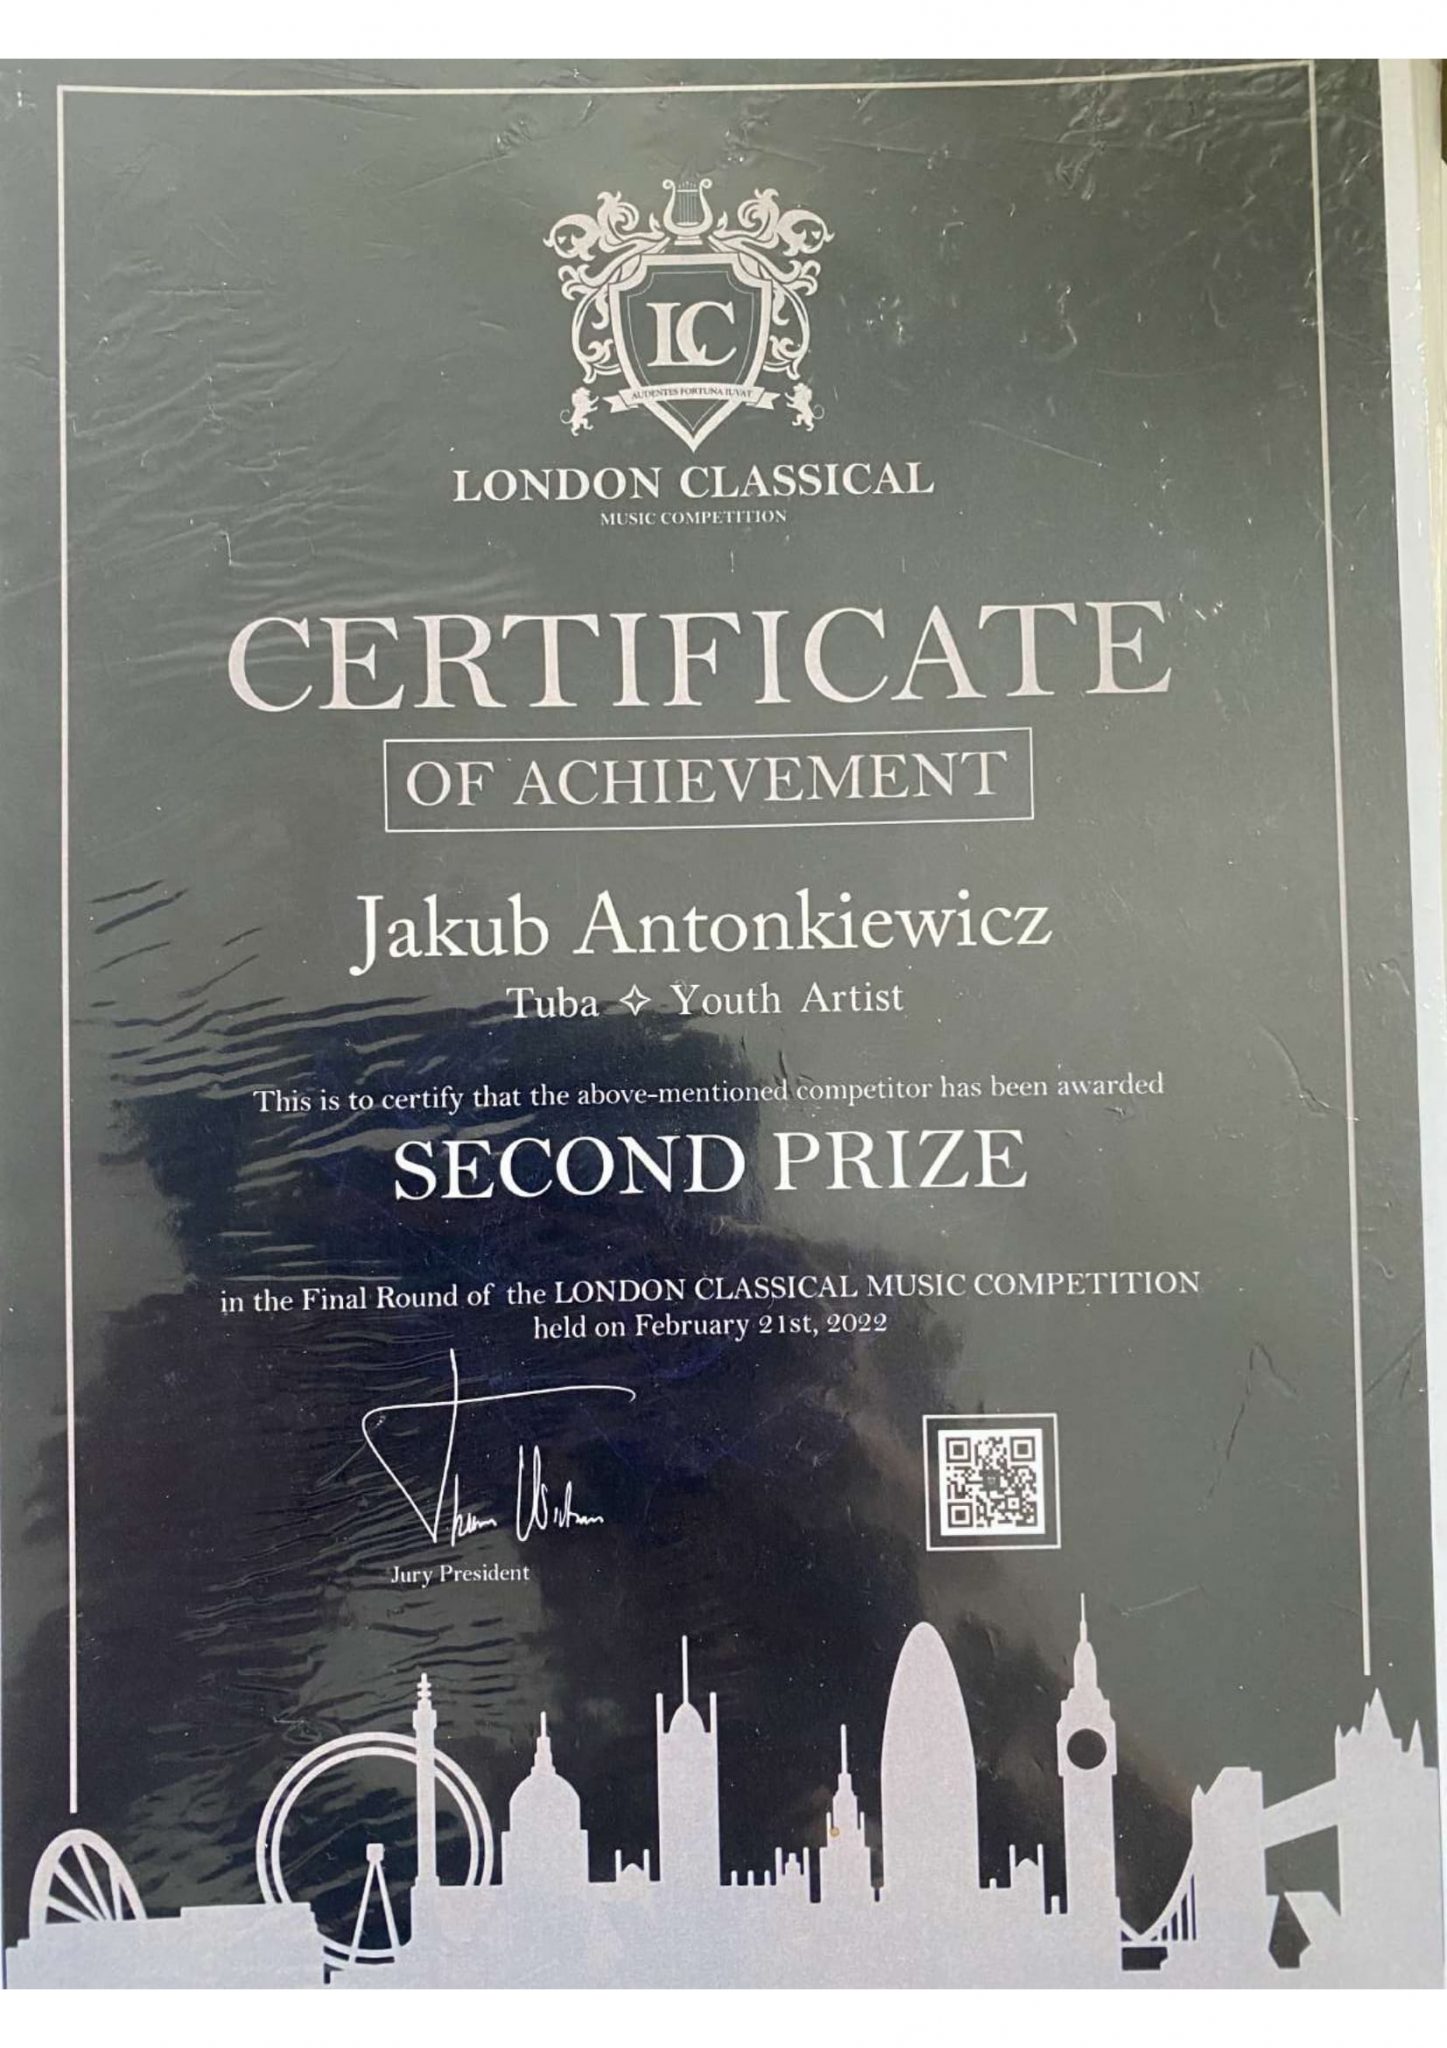 LC
AUDENTES FORTUNA IUVAT
LONDON CLASSICAL
MUSIC COMPETITION
CERTIFICATE
OF ACHIEVEMENT
Jakub Antonkiewicz
Tuba ✧ Youth Artist
This is to certify that the above-mentioned competitor has been awarded
SECOND PRIZE
in the Final Round of the LONDON CLASSICAL MUSIC COMPETITION
held on February 21st, 2022
Jury President